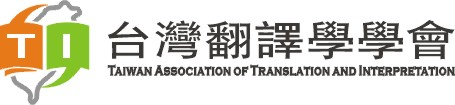 TI
台灣翻譯學學會
TAIWAN ASSOCIATION OF TRANSLATION AND INTERPRETATION